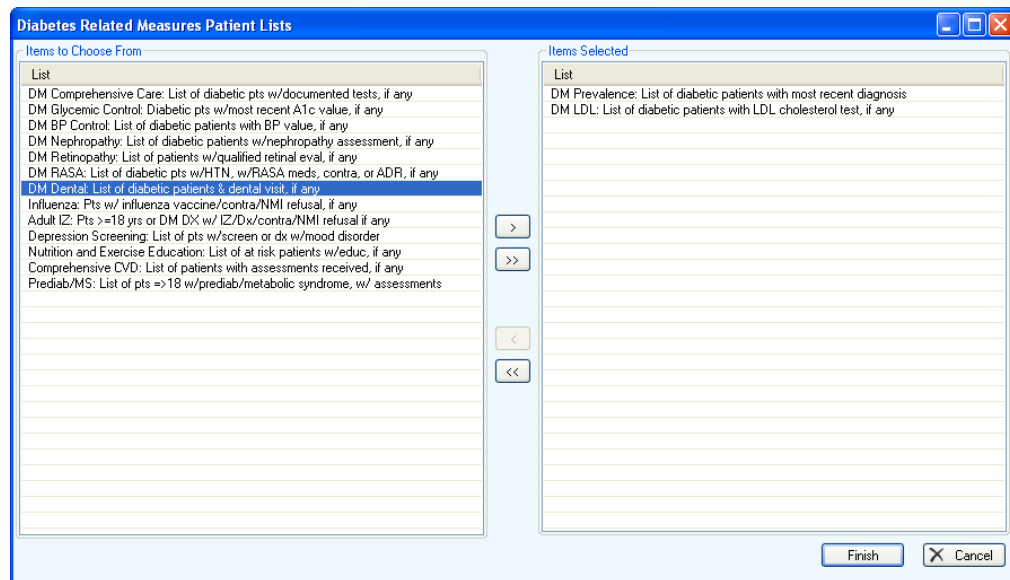 Diabetes Related Measures Patient Lists
Items to Choose From
List
DM Comprehensive Care: List of diabetic pts w/documented tests, if any
DM Glycemic Control: Diabetic pts w/most recent A1c value, if any
DM BP Control: List of diabetic patients with BP value, if any
DM Nephropathy: List of diabetic patients w/nephropathy assessment, if any
DM Retinopathy: List of patients w/qualified retinal eval, if any
DM RASA: List of diabetic pts w/HTN, w/RASA meds, contra, or ADR, if any
DM Dental: List of diabetic patients & dental visit, if any
Influenza: Pts w/ influenza vaccine/contra/NMI refusal, if any
Adult IZ: Pts >=18 yrs or DM DX w/ IZ/Dx/contra/NMI refusal if any
Depression Screening: List of pts w/screen or dx w/mood disorder
Nutrition and Exercise Education: List of at risk patients w/educ, if any
Comprehensive CVD: List of patients with assessments received, if any
Prediab/MS: List of pts =>18 w/prediab/metabolic syndrome, w/ assessments
>
>>
<
<<
Items Selected
List
DM Prevalence: List of diabetic patients with most recent diagnosis
DM LDL: List of diabetic patients with LDL cholesterol test, if any
Finish
Cancel